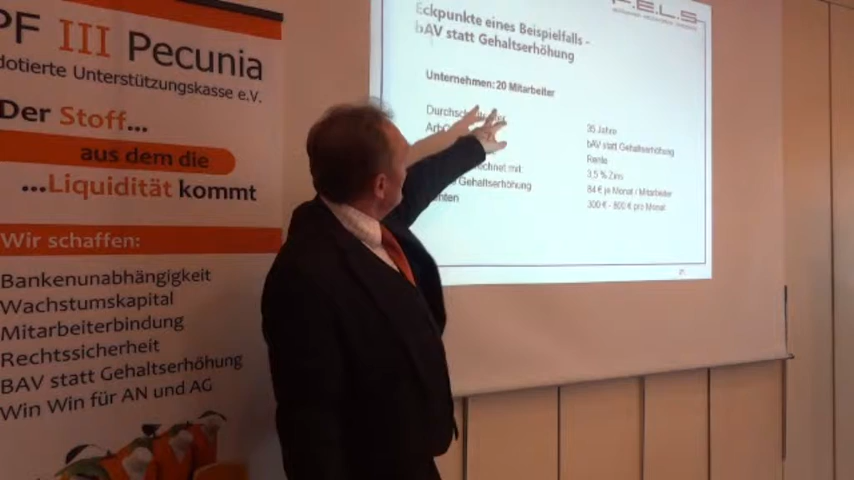 PF III Pecunia
dotierte Unterstützungskasse e.V.
Der Stoff...
aus dem die
...Liquidität kommt
Wir schaffen:
Bankenunabhängigkeit
Wachstumskapital
Mitarbeiterbindung
Rechtssicherheit
BAV statt Gehaltserhöhung
Win Win für AN und AG
F.E.L.S
Eckpunkte eines Beispielfalls -
bAV statt Gehaltserhöhung
Unternehmen: 20 Mitarbeiter
35 Jahre
bAV statt Gehaltserhöhung
Rente
3,5 % Zins
Gehaltserhöhung
84 € je Monat / Mitarbeiter
300 € - 800 € pro Monat